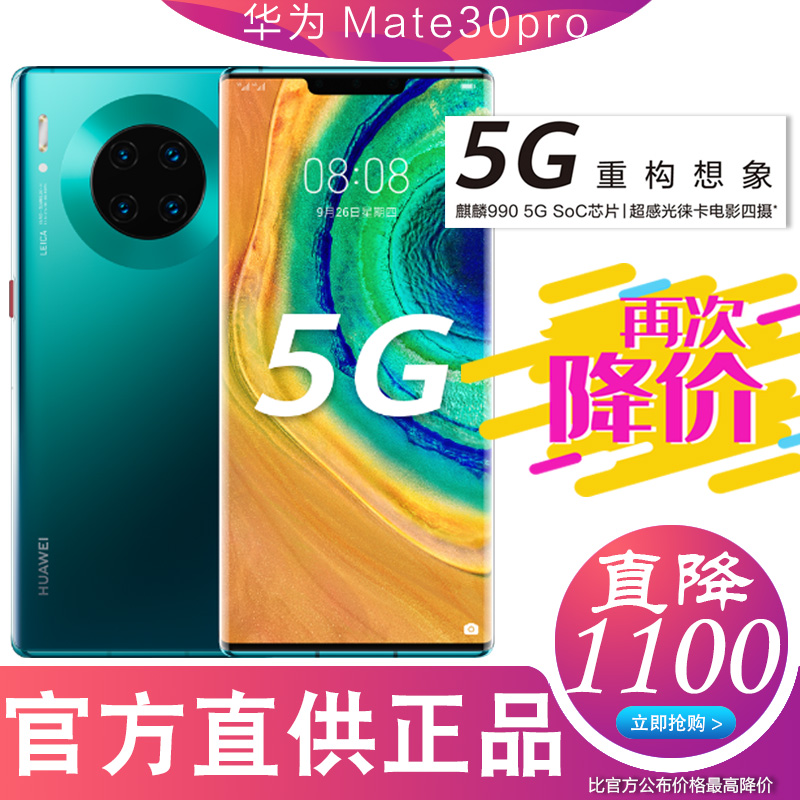 华为 Mate30pro
08:08
9月26日星期四
LEICA
5G
HUAWEI
5G 重构想象
麒麟990 5G SoC芯片|超感光徕卡电影四摄*
再次
降价
直降
1100
立即抢购 >
官方直供正品
比官方公布价格最高降价